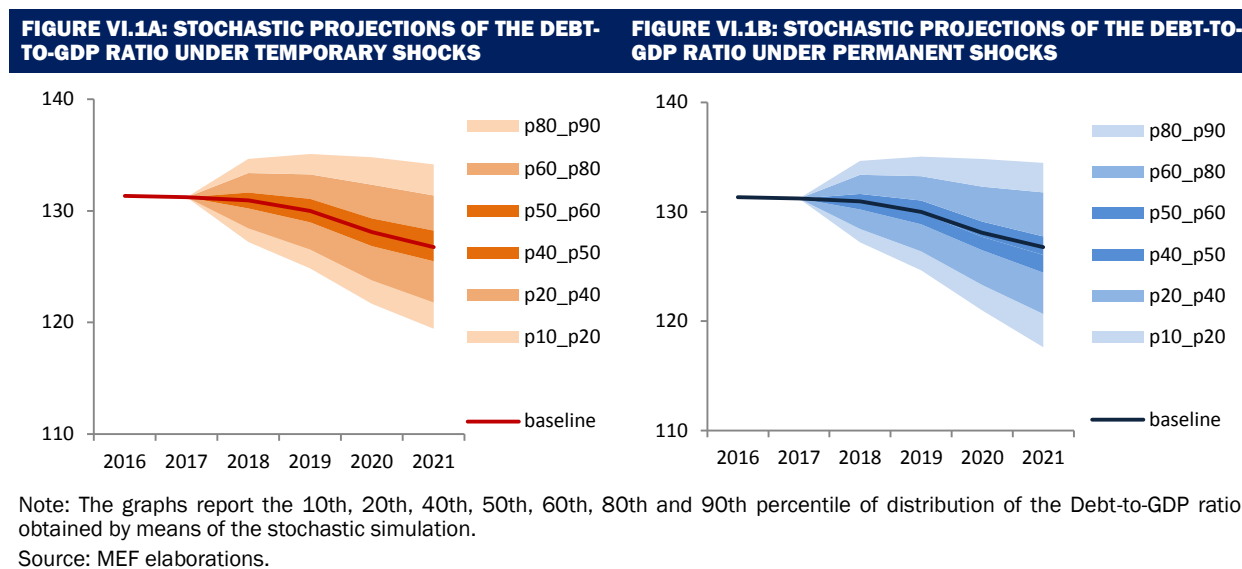 FIGURE VI.1A: STOCHASTIC PROJECTIONS OF THE DEBT-
TO-GDP RATIO UNDER TEMPORARY SHOCKS
140
130
120
110
2016 2017 2018 2019 2020 2021
p80_p90
p60_p80
p50_p60
p40_p50
p20_p40
p10_p20
baseline
FIGURE VI.1B: STOCHASTIC PROJECTIONS OF THE DEBT-TO-
GDP RATIO UNDER PERMANENT SHOCKS
140
130
120
110
2016 2017 2018 2019 2020 2021
p80_p90
p60_p80
p50_p60
p40_p50
p20_p40
p10_p20
baseline
Note: The graphs report the 10th, 20th, 40th, 50th, 60th, 80th and 90th percentile of distribution of the Debt-to-GDP ratio
obtained by means of the stochastic simulation.
Source: MEF elaborations.